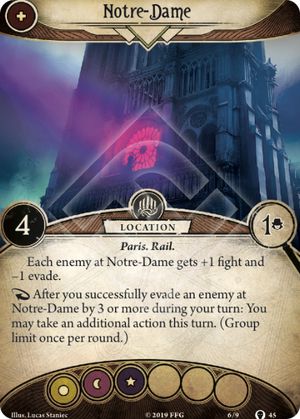 Notre-Dame
4
LOCATION
1
Paris. Rail.
Each enemy at Notre-Dame gets +1 fight and
−1 evade.
After you successfully evade an enemy at
Notre-Dame by 3 or more during your turn: You
may take an additional action this turn. (Group
limit once per round.)
Illus. Lucas Staniec
© 2019 FFG
6/9
45